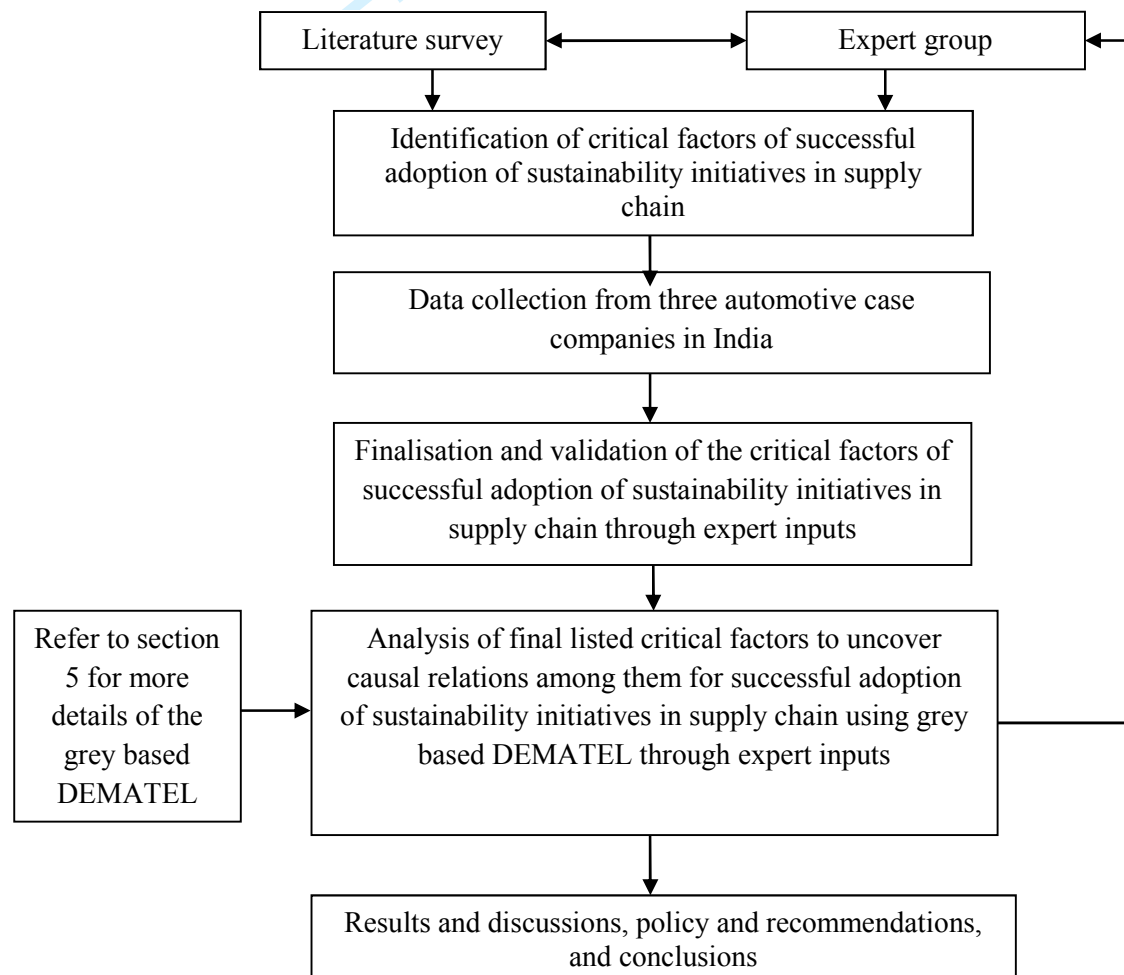 Literature survey
Expert group
Identification of critical factors of successful
adoption of sustainability initiatives in supply
chain
Data collection from three automotive case
companies in India
Finalisation and validation of the critical factors of
successful adoption of sustainability initiatives in
supply chain through expert inputs
Refer to section
5 for more
details of the
grey based
DEMATEL
Analysis of final listed critical factors to uncover
causal relations among them for successful adoption
of sustainability initiatives in supply chain using grey
based DEMATEL through expert inputs
Results and discussions, policy and recommendations,
and conclusions